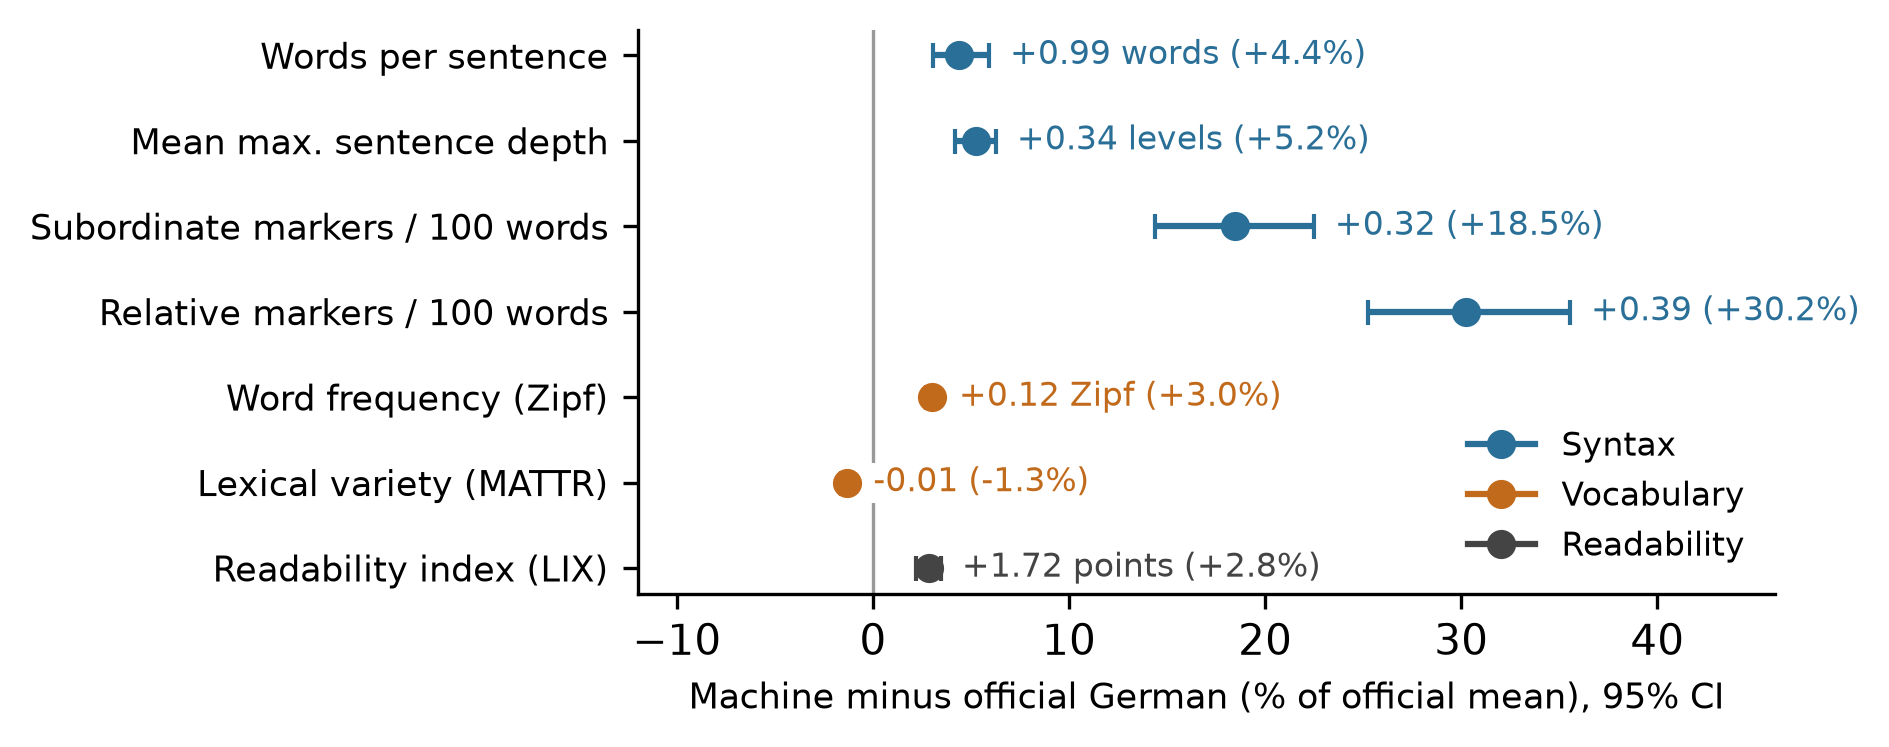 Words per sentence
+0.99 words (+4.4%)
Mean max. sentence depth
+0.34 levels (+5.2%)
Subordinate markers / 100 words
+0.32 (+18.5%)
Relative markers / 100 words
+0.39 (+30.2%)
Word frequency (Zipf)
+0.12 Zipf (+3.0%)
Lexical variety (MATTR)
-0.01 (-1.3%)
Readability index (LIX)
+1.72 points (+2.8%)
Syntax
Vocabulary
Readability
−10 0 10 20 30 40
Machine minus official German (% of official mean), 95% CI